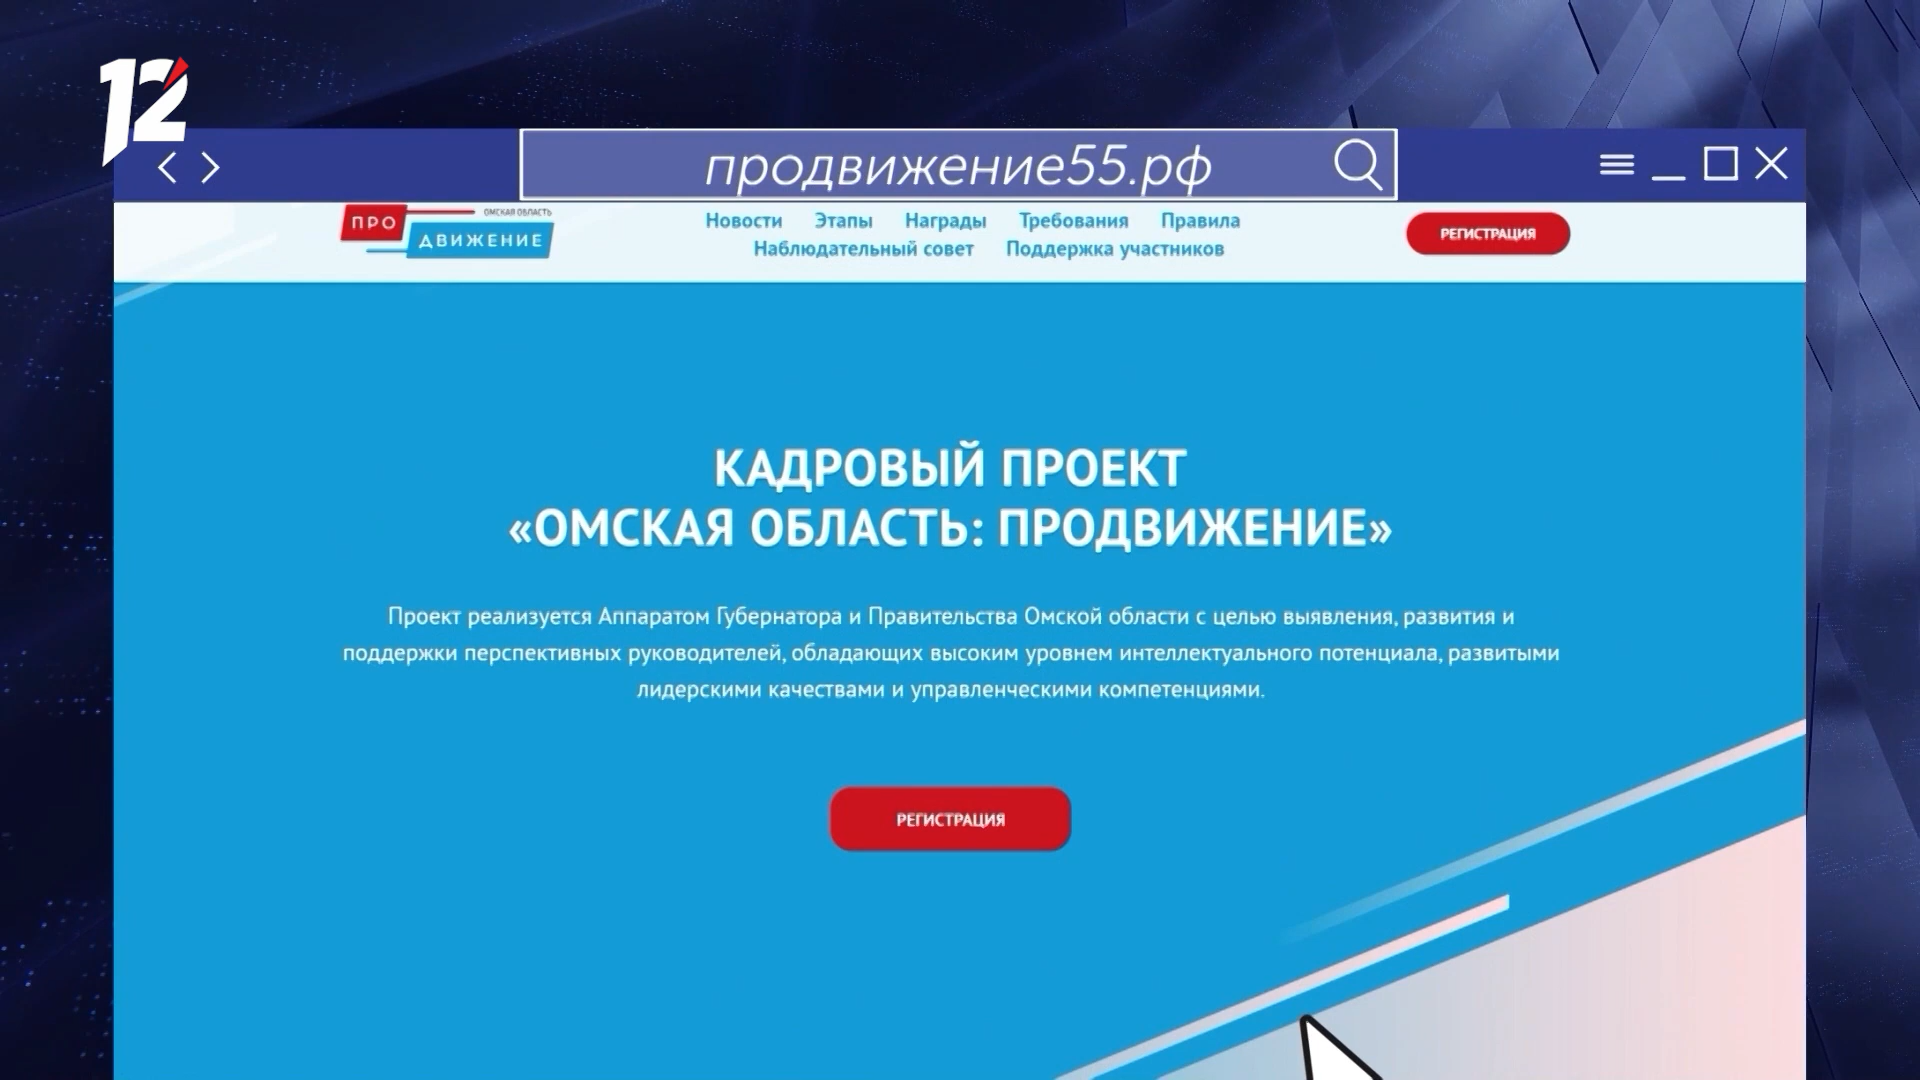 12
продвижение55.рф
ПРО
ОМСКАЯ ОБЛАСТЬ
ДВИЖЕНИЕ
Новости Этапы Награды Требования Правила
Наблюдательный совет Поддержка участников
РЕГИСТРАЦИЯ
КАДРОВЫЙ ПРОЕКТ
«ОМСКАЯ ОБЛАСТЬ: ПРОДВИЖЕНИЕ»
Проект реализуется Аппаратом Губернатора и Правительства Омской области с целью выявления, развития и
поддержки перспективных руководителей, обладающих высоким уровнем интеллектуального потенциала, развитыми
лидерскими качествами и управленческими компетенциями.
РЕГИСТРАЦИЯ